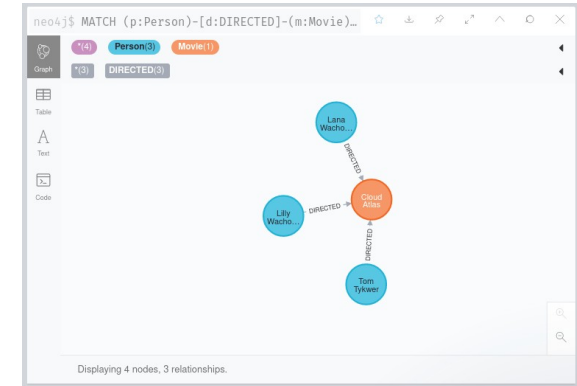 neo4j$ MATCH (p:Person)-[d:DIRECTED]-(m:Movie)…
*(4) Person(3) Movie(1)
*(3) DIRECTED(3)
Graph
Table
A
Text
Code
Lana
Wacho…
DIRECTED
Cloud
Atlas
Lilly
Wacho…
DIRECTED
DIRECTED
Tom
Tykwer
Displaying 4 nodes, 3 relationships.